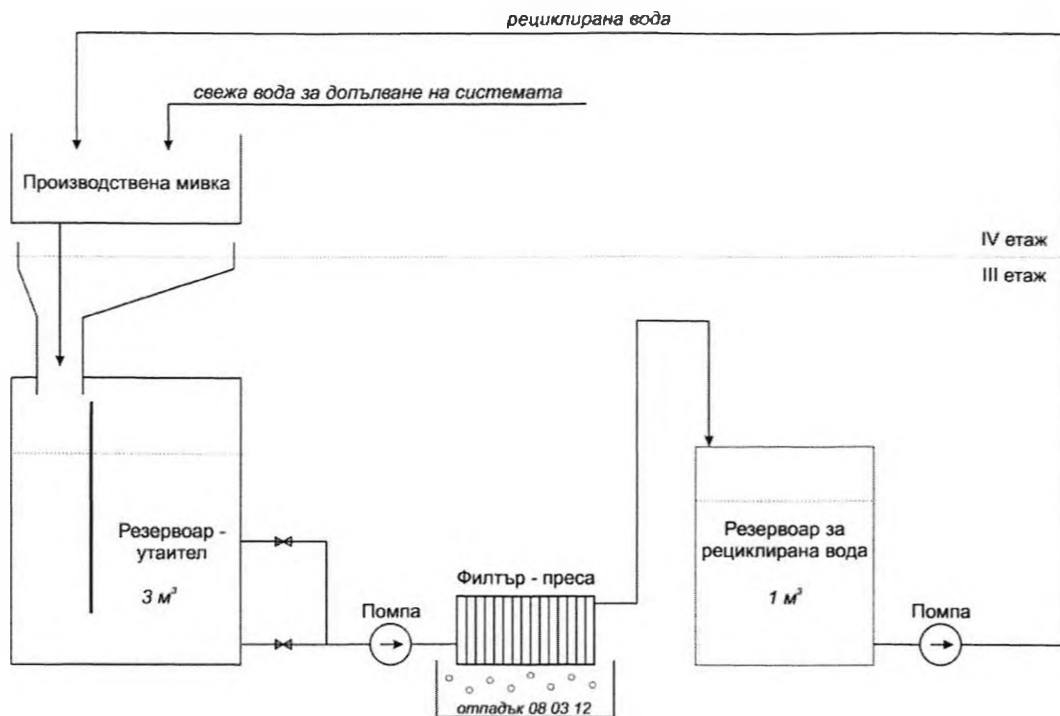 рециклирана вода
свежа вода за допълване на системата
Производствена мивка
IV етаж
III етаж
Резервоар -
утаител
3 м³
Филтър - преса
Помпа
отпадък 08 03 12
Резервоар за
рециклирана вода
1 м³
Помпа